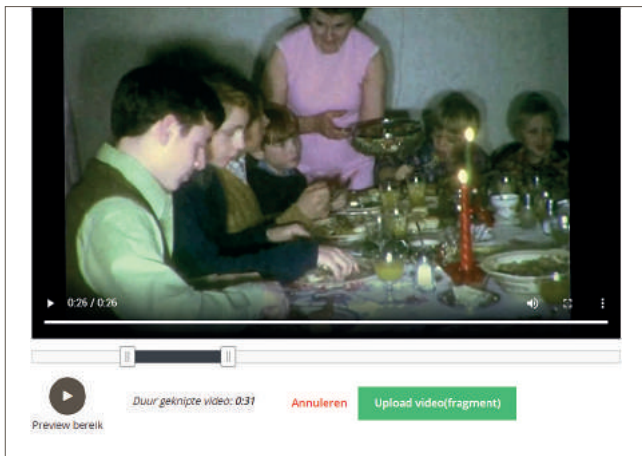 0:26 / 0:26
Duur geknipte video: 0:31
Annuleren
Upload video(fragment)
Preview bereik